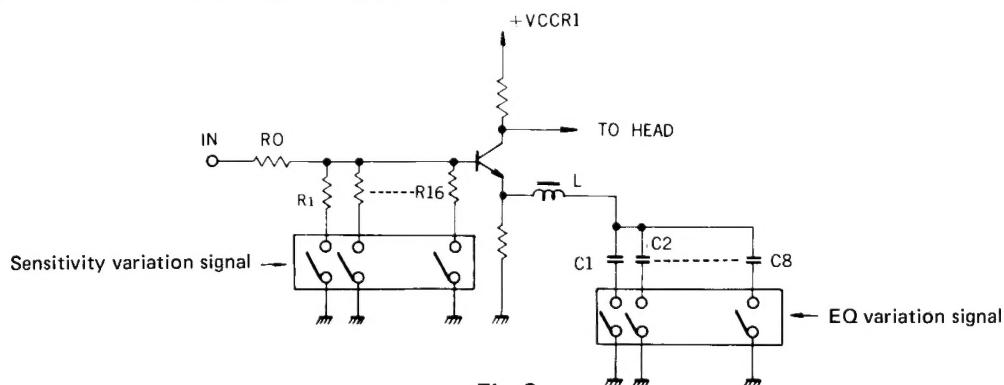 +VCCR1
TO HEAD
IN
RO
L
R1
R16
C2
C1
C8
Sensitivity variation signal
EQ variation signal